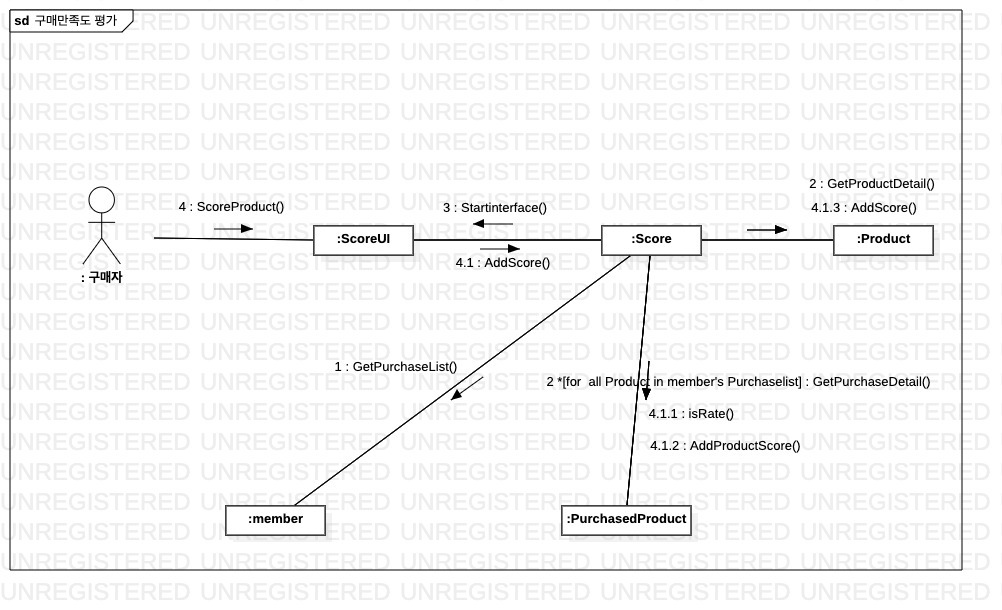 sd 구매만족도 평가
2 : GetProductDetail()
4 : ScoreProduct()
3 : Startinterface()
4.1.3 : AddScore()
:ScoreUI
:Score
:Product
4.1 : AddScore()
: 구매자
1 : GetPurchaseList()
2 *[for  all Product in member's Purchaselist] : GetPurchaseDetail()
4.1.1 : isRate()
4.1.2 : AddProductScore()
:member
:PurchasedProduct
UNREGISTERED